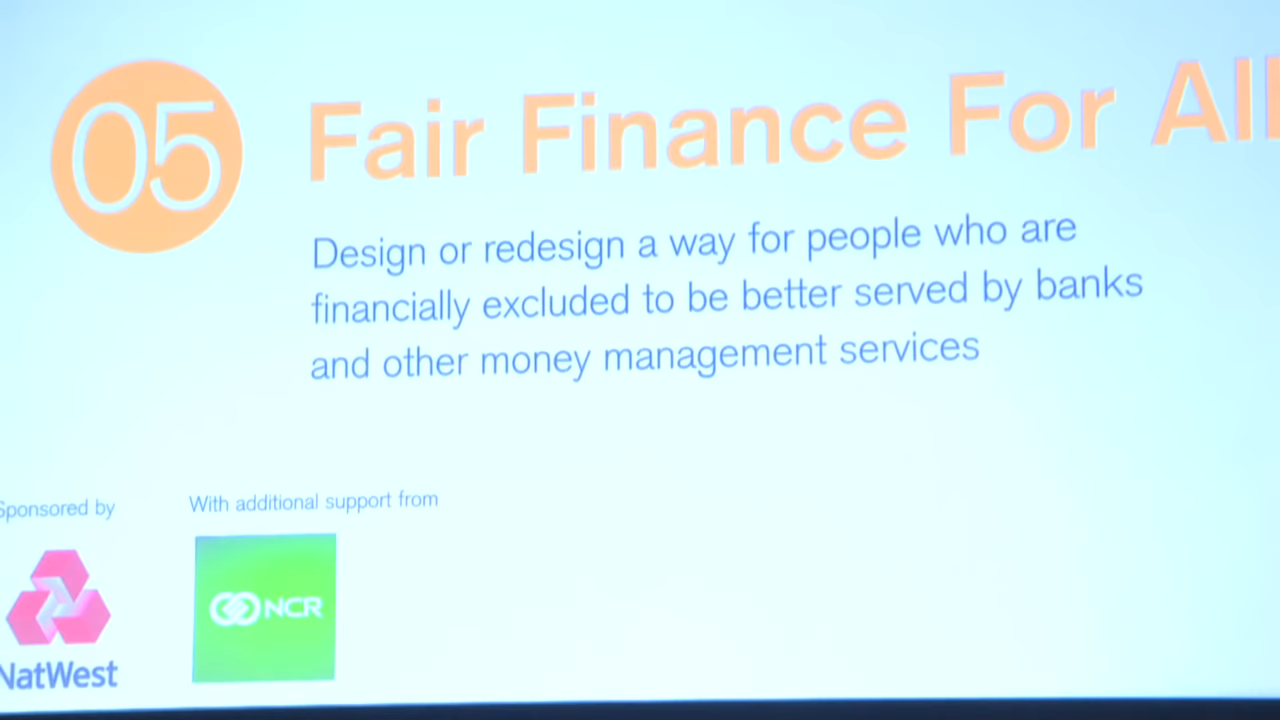 05
Fair Finance For All
Design or redesign a way for people who are
financially excluded to be better served by banks
and other money management services
Sponsored by
With additional support from
NCR
NatWest